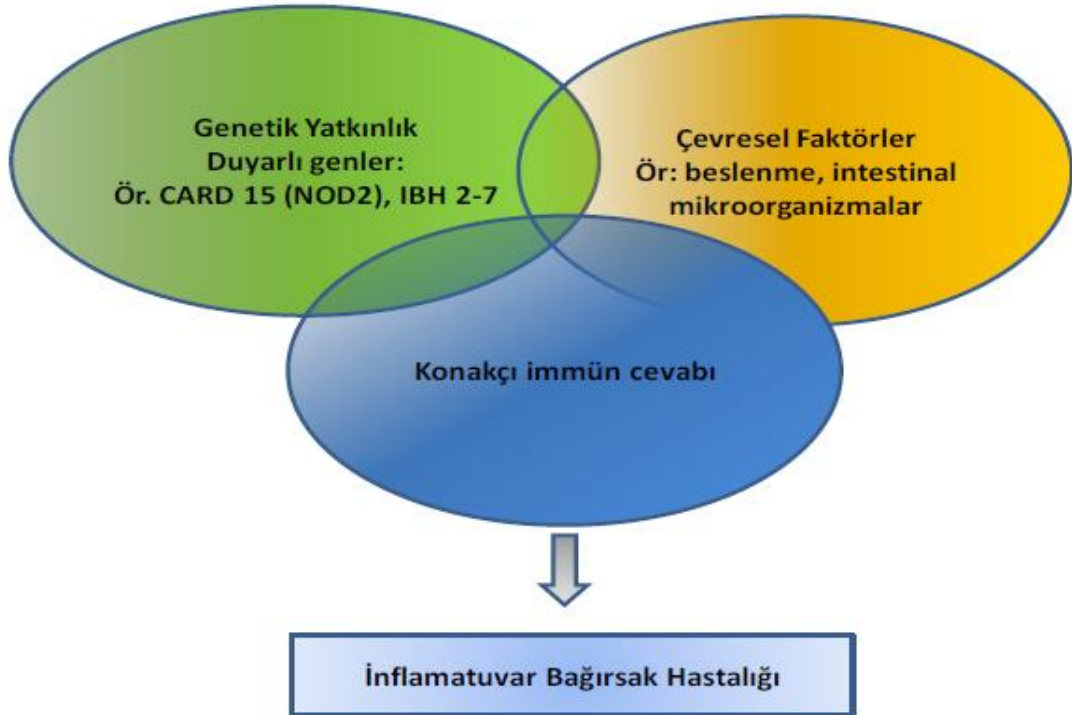 Genetik Yatkınlık
Duyarlı genler:
Ör. CARD 15 (NOD2), IBH 2-7
Çevresel Faktörler
Ör: beslenme, intestinal
mikroorganizmalar
Konakçı immün cevabı
İnflamatuvar Bağırsak Hastalığı